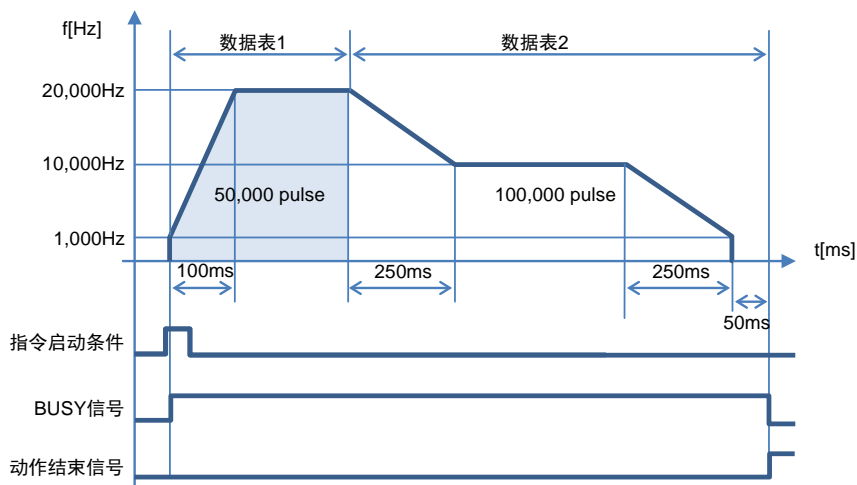 f[Hz]
数据表1
数据表2
20,000Hz
10,000Hz
50,000 pulse
100,000 pulse
1,000Hz
t[ms]
100ms
250ms
250ms
50ms
指令启动条件
BUSY信号
动作结束信号